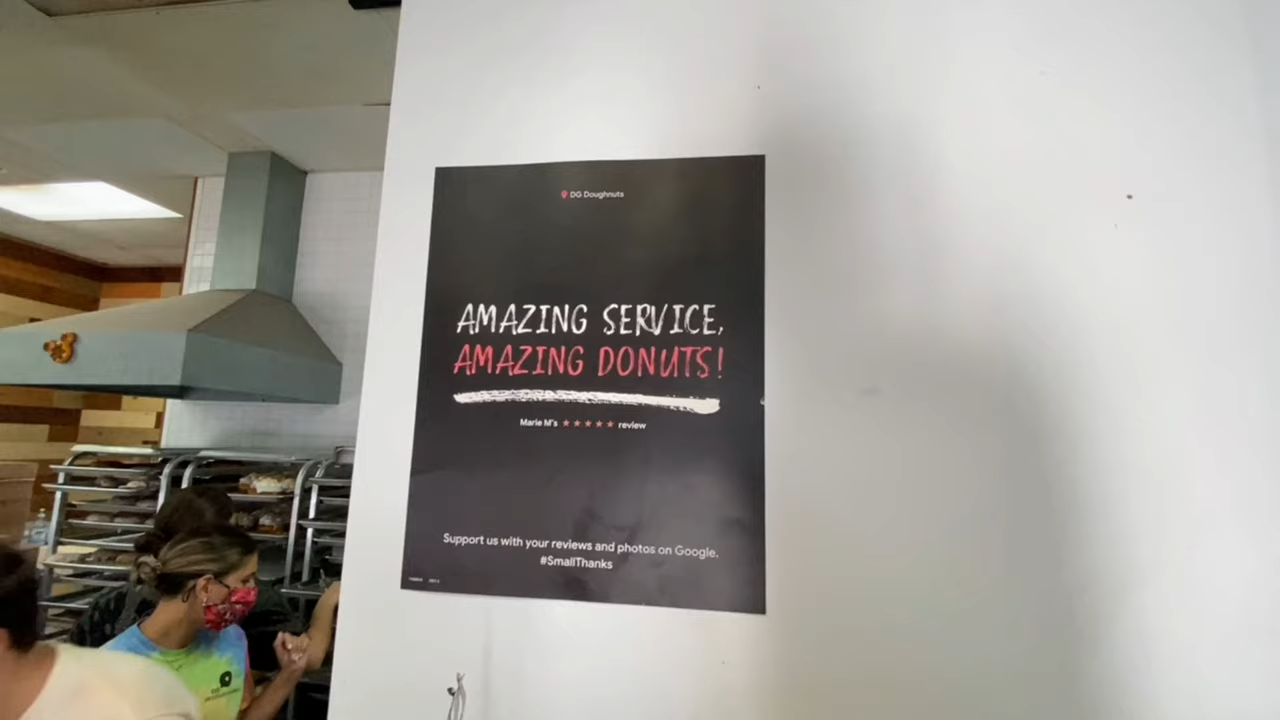 DG Doughnuts
AMAZING SERVICE,
AMAZING DONUTS!
Marie M's ★★★★★ review
Support us with your reviews and photos on Google.
#SmallThanks